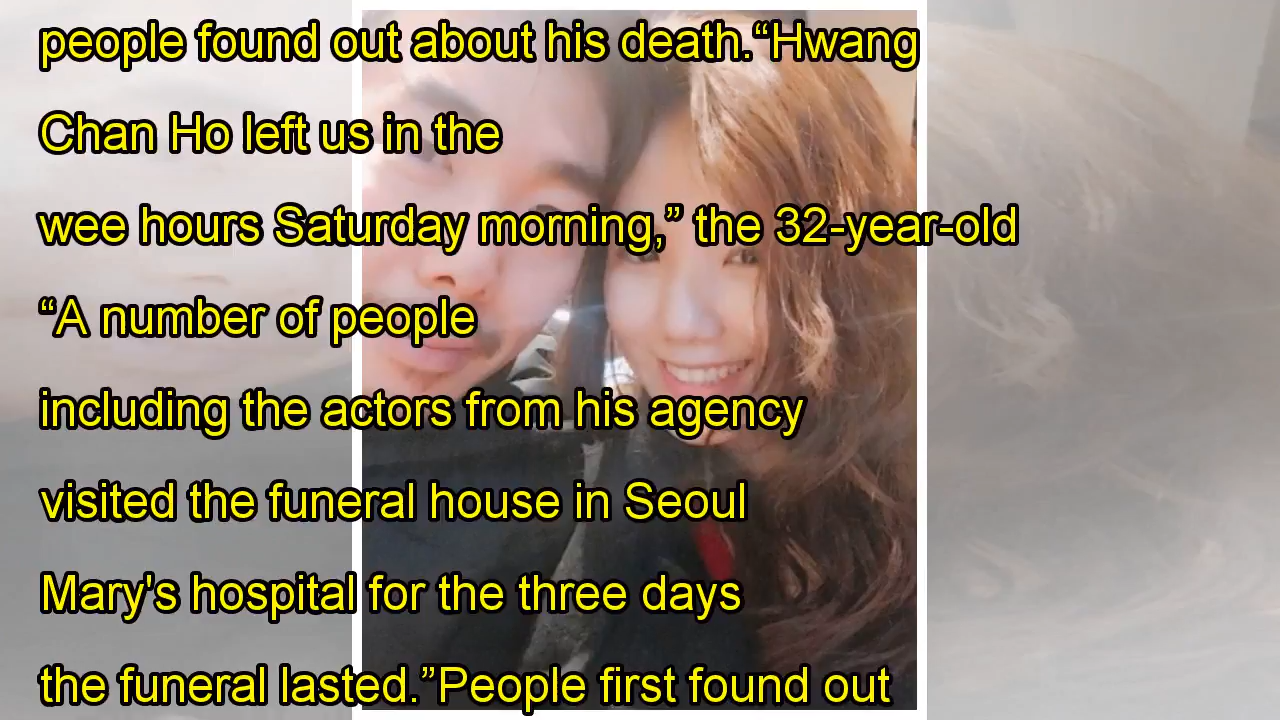 people found out about his death.“Hwang
Chan Ho left us in the
wee hours Saturday morning,” the 32-year-old
“A number of people
including the actors from his agency
visited the funeral house in Seoul
Mary's hospital for the three days
the funeral lasted.”People first found out